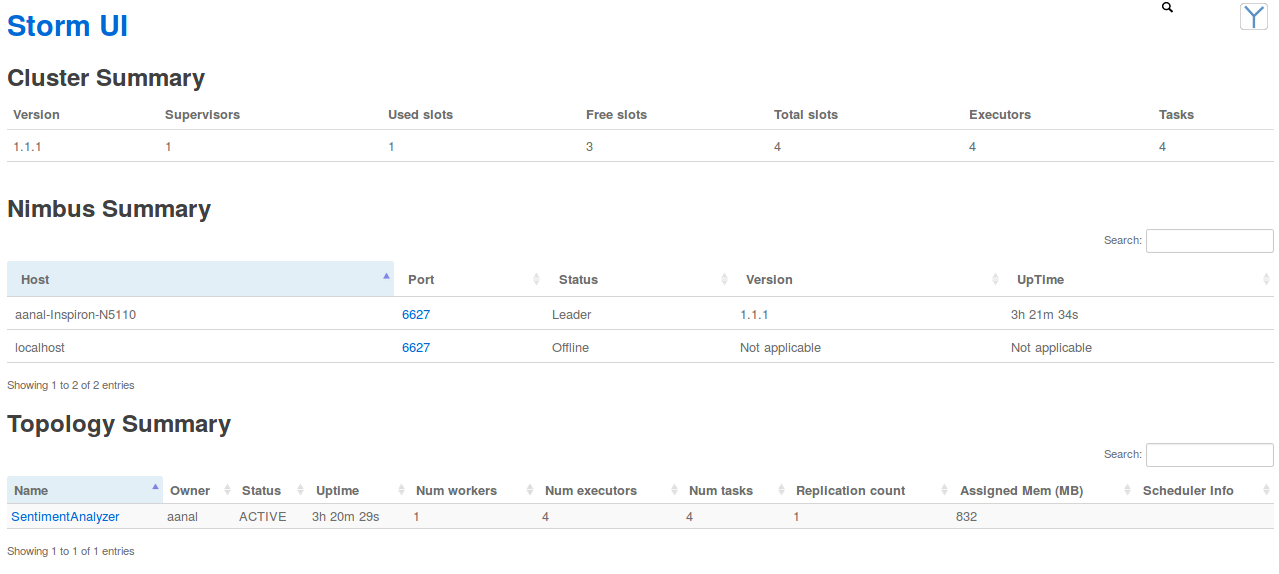 Storm UI
Cluster Summary
Version Supervisors Used slots Free slots Total slots Executors Tasks
1.1.1 1 1 3 4 4 4
Nimbus Summary
Search:
Host Port Status Version UpTime
aanal-Inspiron-N5110 6627 Leader 1.1.1 3h 21m 34s
localhost 6627 Offline Not applicable Not applicable
Showing 1 to 2 of 2 entries
Topology Summary
Search:
Name Owner Status Uptime Num workers Num executors Num tasks Replication count Assigned Mem (MB) Scheduler Info
SentimentAnalyzer aanal ACTIVE 3h 20m 29s 1 4 4 1 832
Showing 1 to 1 of 1 entries